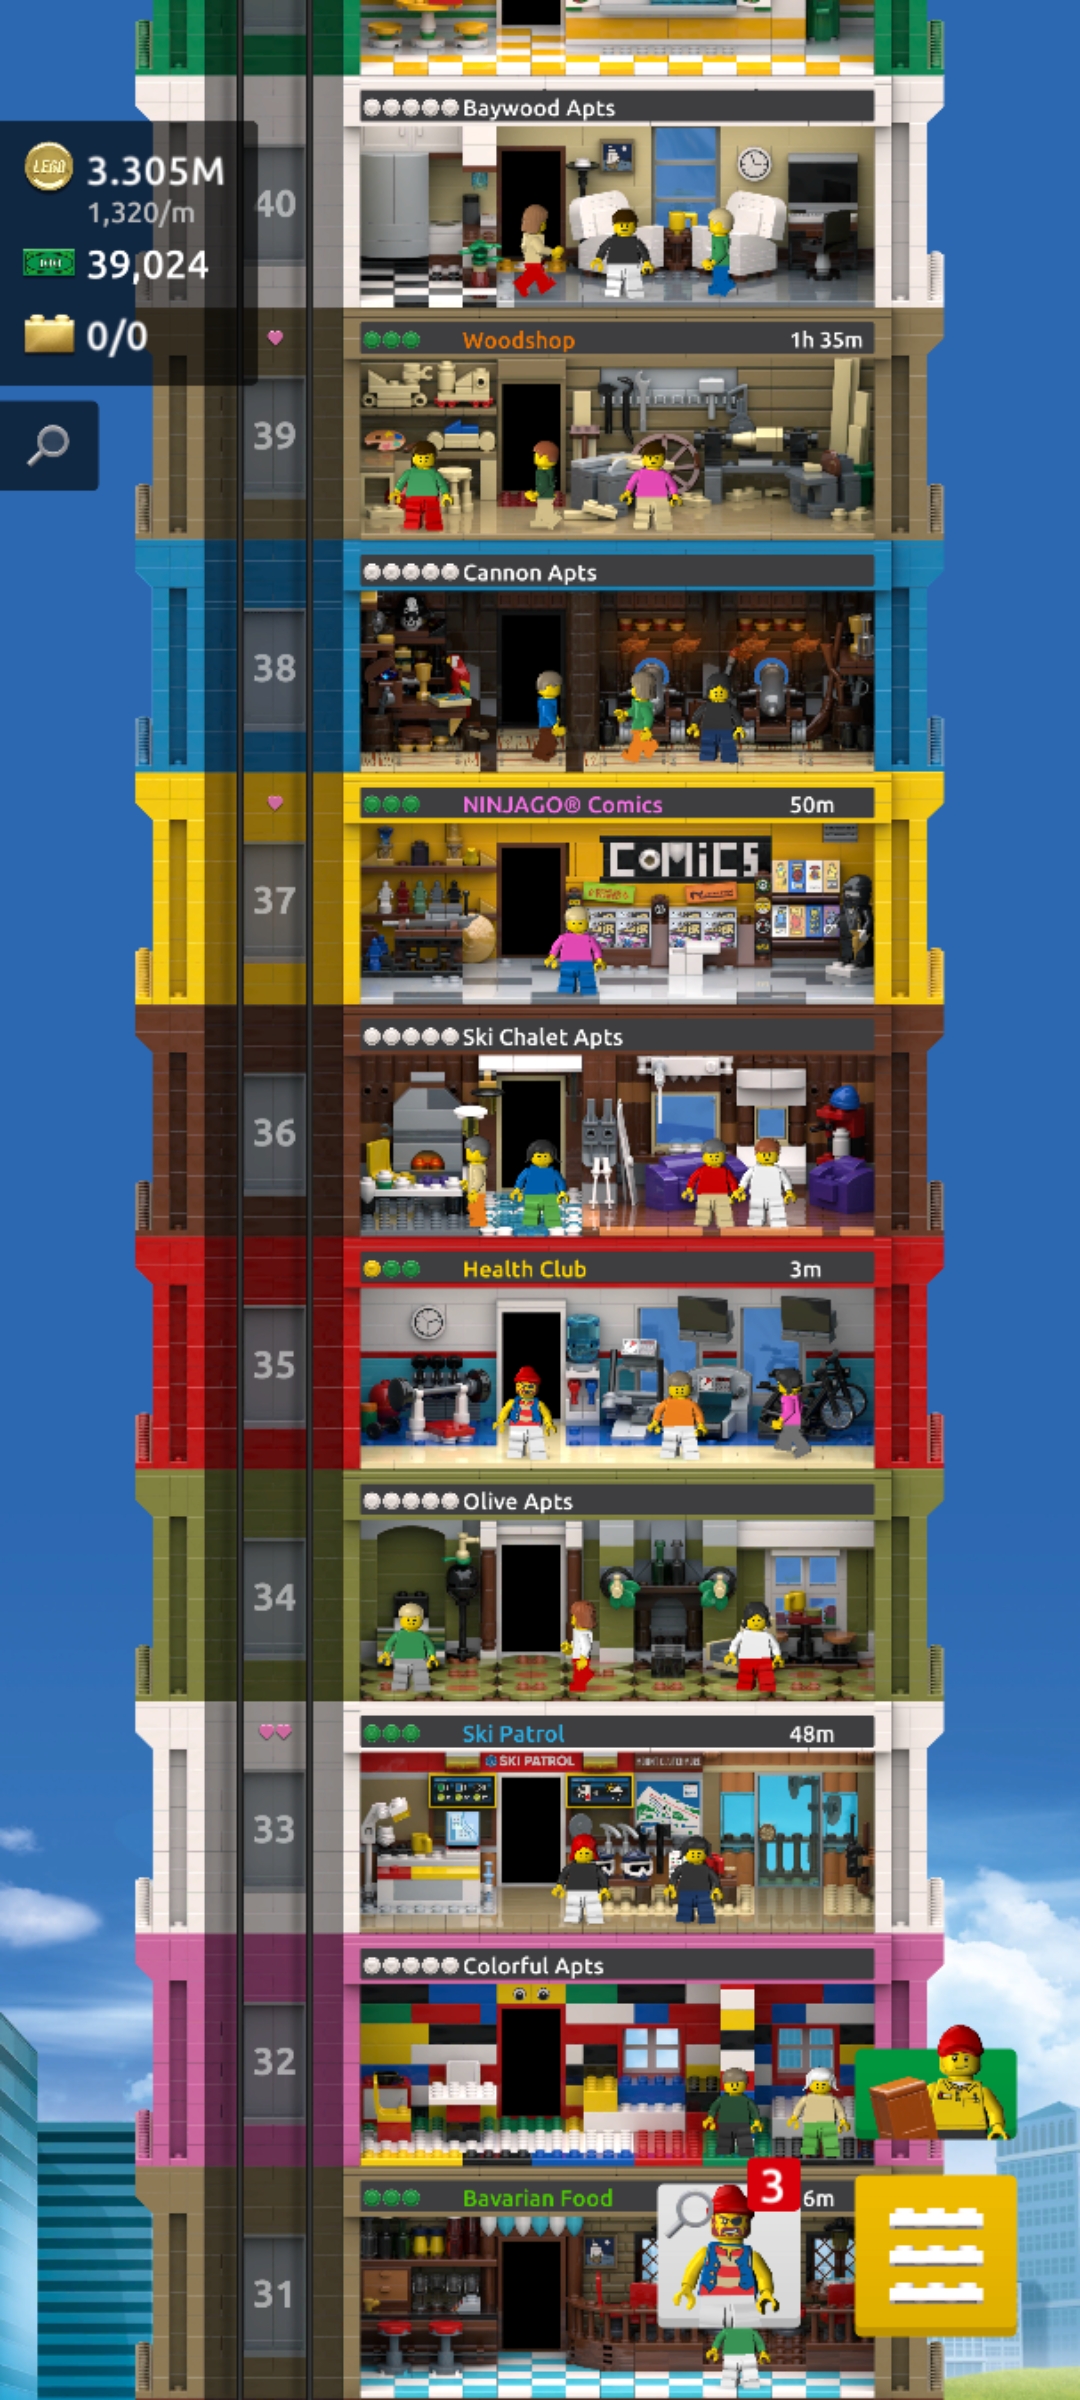 Baywood Apts
LEGO
3.305M
1,320/m
40
39,024
0/0
Woodshop 1h 35m
39
Cannon Apts
38
NINJAGO® Comics 50m
COMiCS
37
Ski Chalet Apts
36
Health Club 3m
35
Olive Apts
34
Ski Patrol 48m
SKI PATROL
33
Colorful Apts
32
3
Bavarian Food 6m
31